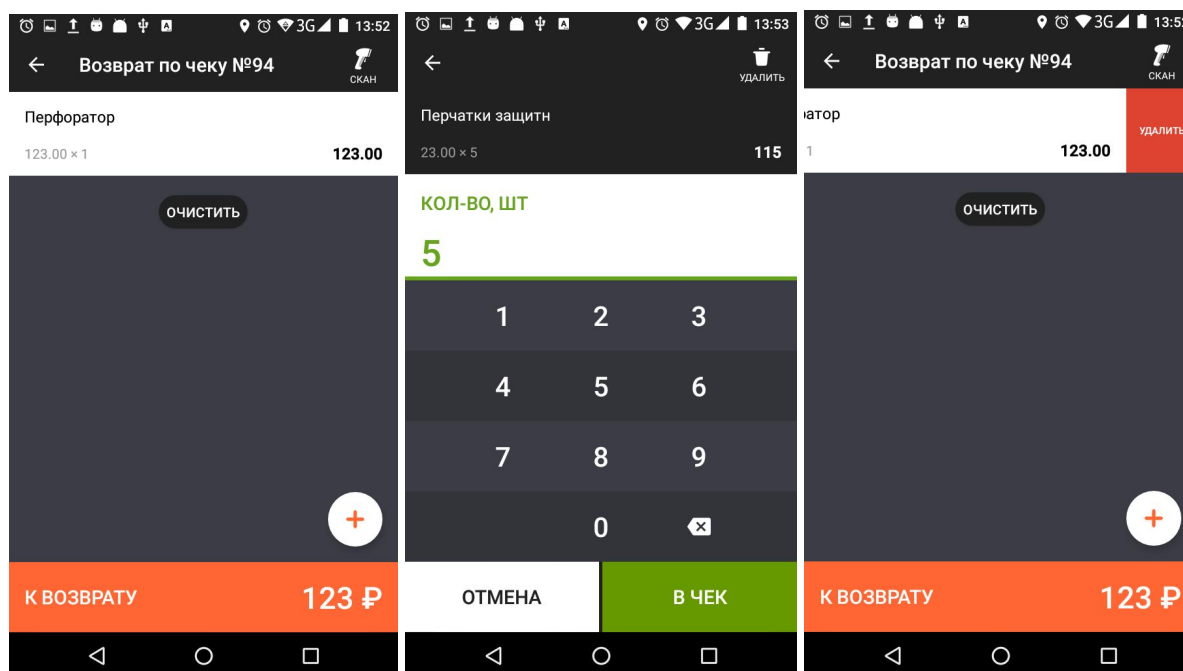 3G 13:52
Возврат по чеку №94
СКАН
Перфоратор
123.00 × 1 123.00
ОЧИСТИТЬ
+
К ВОЗВРАТУ 123 ₽
A 3G 13:53
УДАЛИТЬ
Перчатки защитн
23.00 × 5 115
КОЛ-ВО, ШТ
5
1 2 3
4 5 6
7 8 9
0
ОТМЕНА В ЧЕК
3G
Возврат по чеку №94
СКАН
ратор
УДАЛИТЬ
1 123.00
ОЧИСТИТЬ
+
К ВОЗВРАТУ 123 ₽